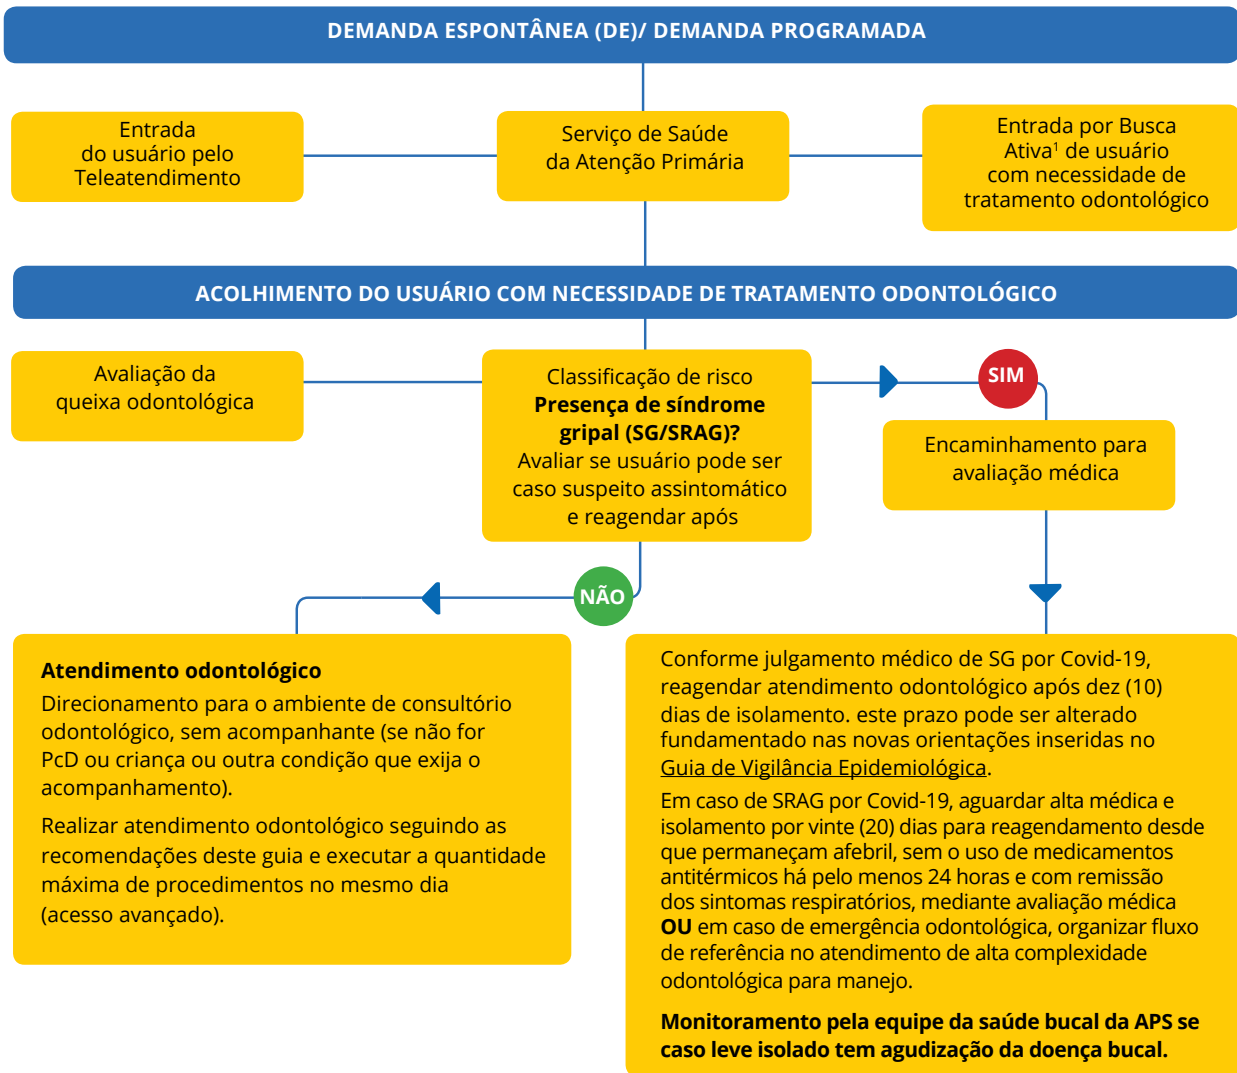 DEMANDA ESPONTÂNEA (DE)/ DEMANDA PROGRAMADA
Entrada
do usuário pelo
Teleatendimento
Serviço de Saúde
da Atenção Primária
Entrada por Busca
Ativa¹ de usuário
com necessidade de
tratamento odontológico
ACOLHIMENTO DO USUÁRIO COM NECESSIDADE DE TRATAMENTO ODONTOLÓGICO
Avaliação da
queixa odontológica
Classificação de risco
Presença de síndrome
gripal (SG/SRAG)?
Avaliar se usuário pode ser
caso suspeito assintomático
e reagendar após
SIM
Encaminhamento para
avaliação médica
NÃO
Atendimento odontológico
Direcionamento para o ambiente de consultório
odontológico, sem acompanhante (se não for
PcD ou criança ou outra condição que exija o
acompanhamento).
Realizar atendimento odontológico seguindo as
recomendações deste guia e executar a quantidade
máxima de procedimentos no mesmo dia
(acesso avançado).
Conforme julgamento médico de SG por Covid-19,
reagendar atendimento odontológico após dez (10)
dias de isolamento. este prazo pode ser alterado
fundamentado nas novas orientações inseridas no
Guia de Vigilância Epidemiológica.
Em caso de SRAG por Covid-19, aguardar alta médica e
isolamento por vinte (20) dias para reagendamento desde
que permaneçam afebril, sem o uso de medicamentos
antitérmicos há pelo menos 24 horas e com remissão
dos sintomas respiratórios, mediante avaliação médica
OU em caso de emergência odontológica, organizar fluxo
de referência no atendimento de alta complexidade
odontológica para manejo.
Monitoramento pela equipe da saúde bucal da APS se
caso leve isolado tem agudização da doença bucal.